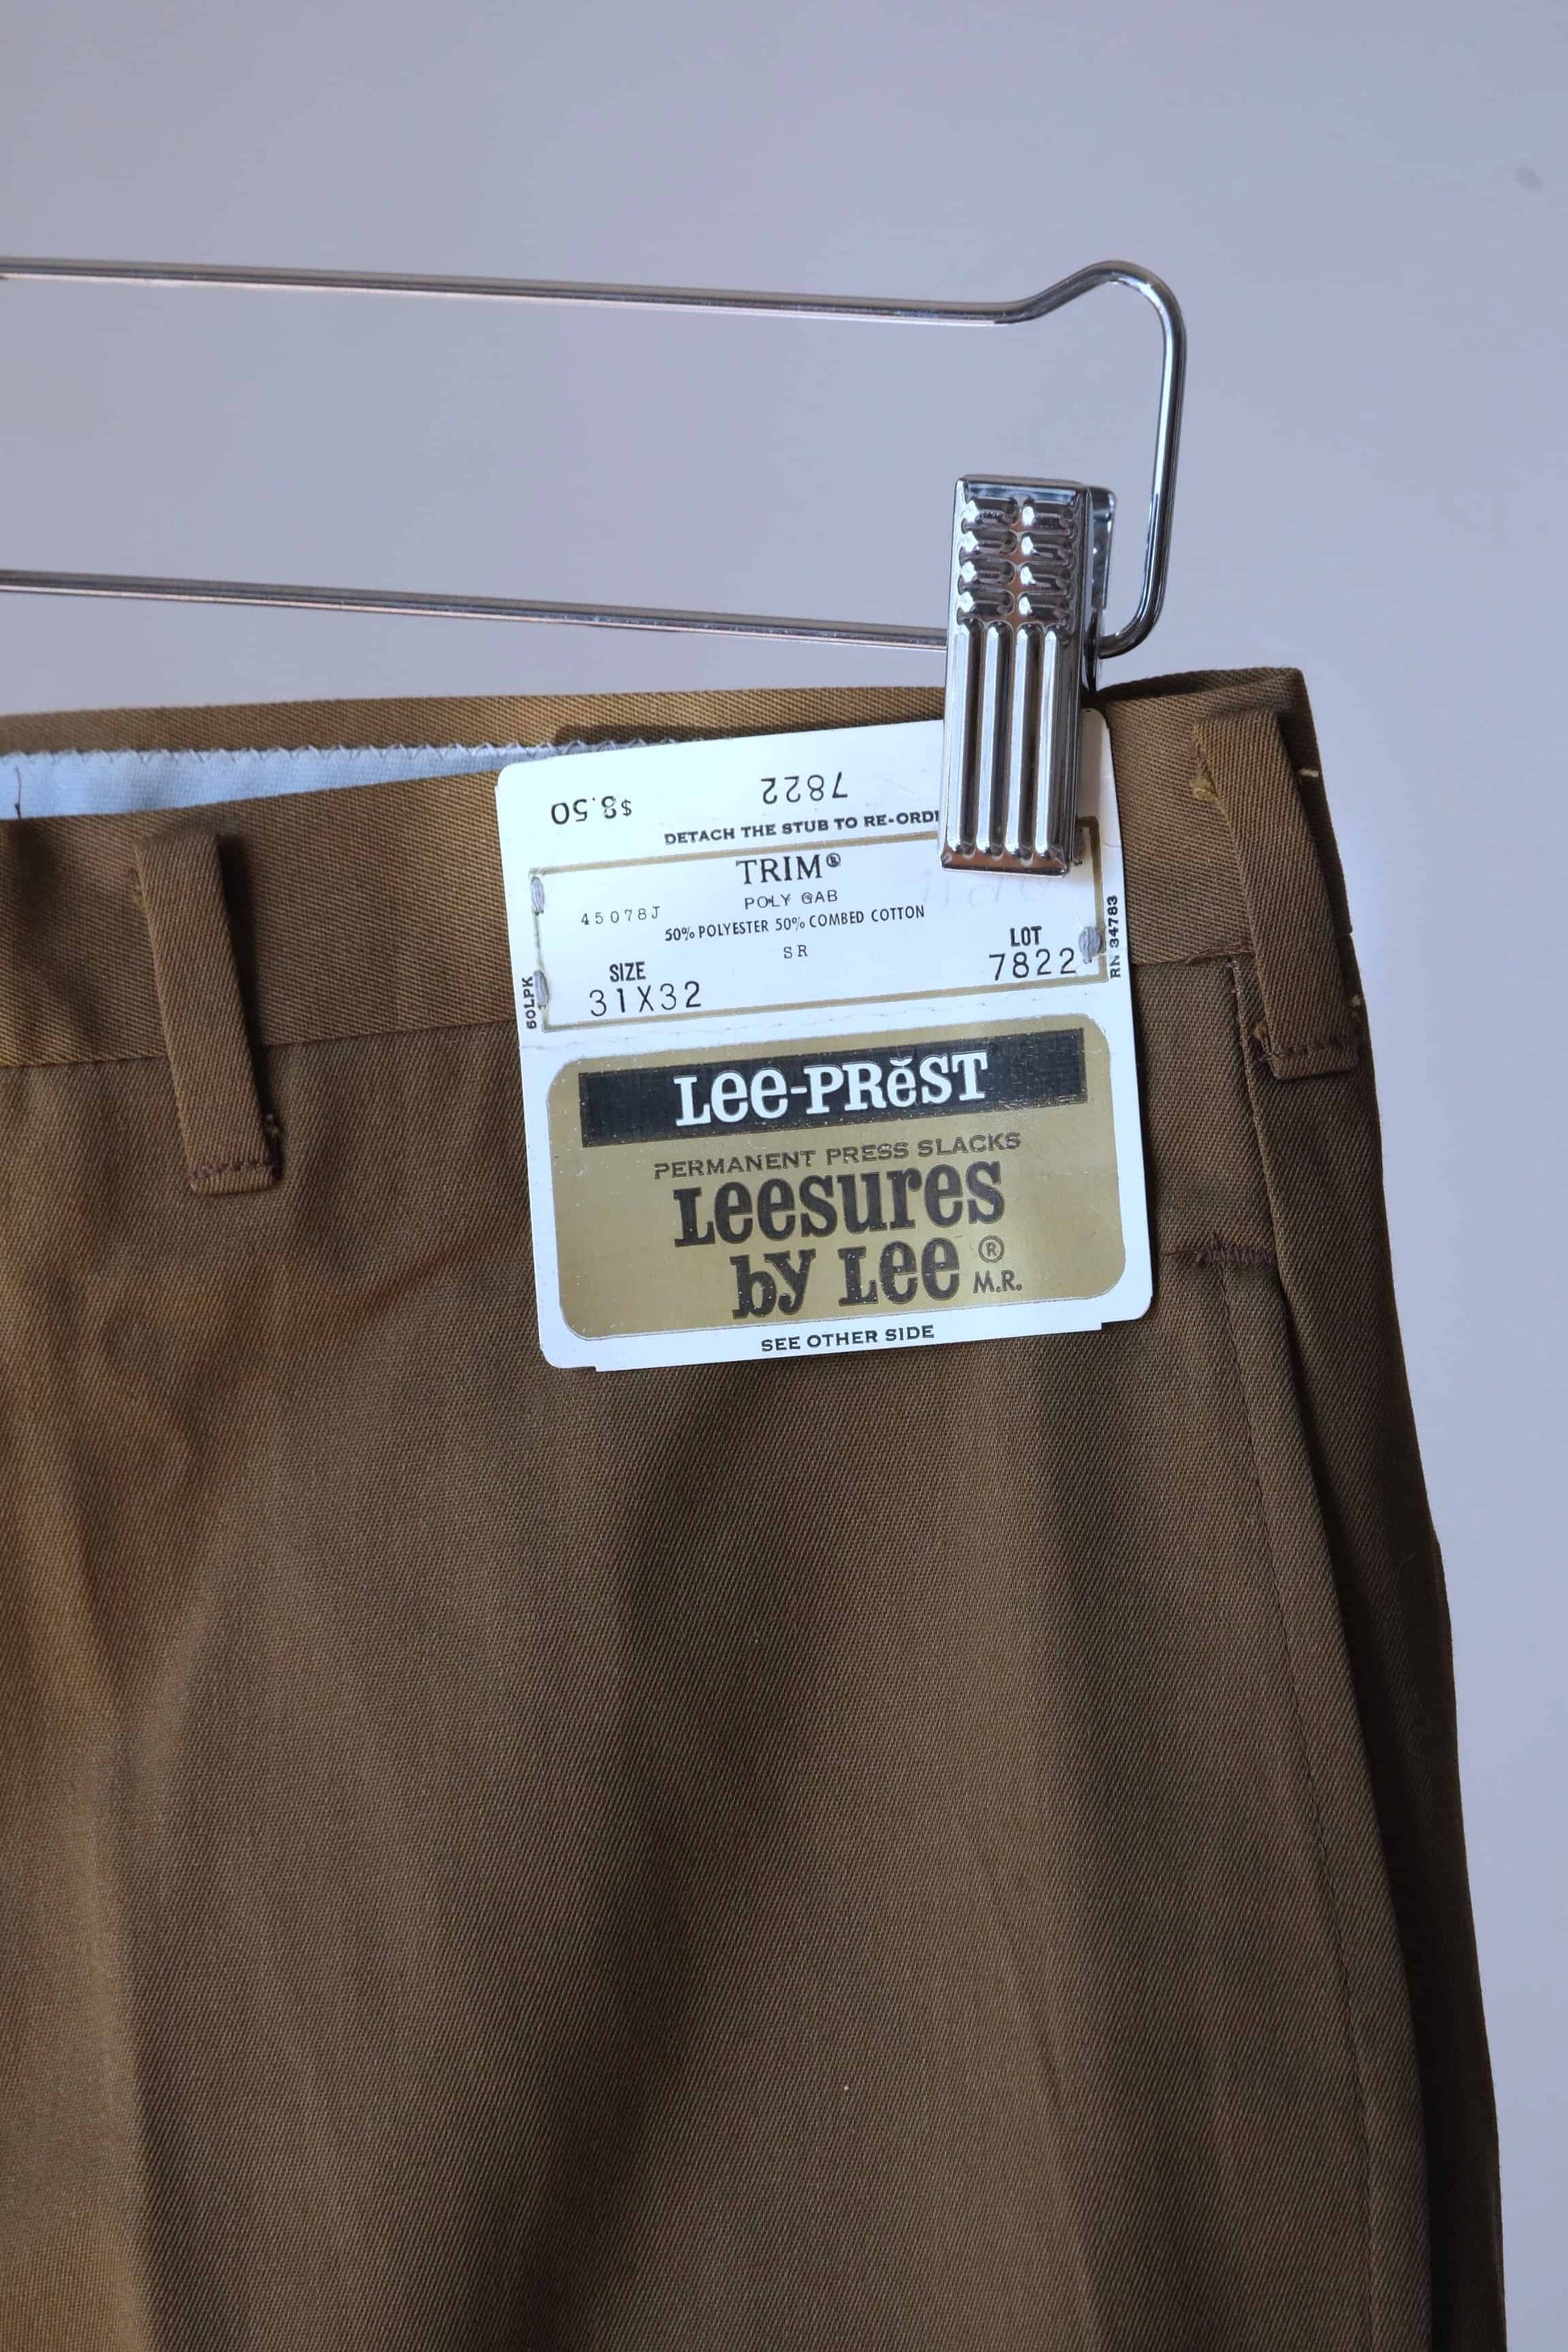 $8.50
7822
DETACH THE STUB TO RE-ORD
TRIM®
POLY GAB
45078J
50% POLYESTER 50% COMBED COTTON
SR
SIZE
31X32
LOT
7822
60LPK
RN 34783
Lee-PRĕST
PERMANENT PRESS SLACKS
Leesures
by Lee ®
M.R.
SEE OTHER SIDE